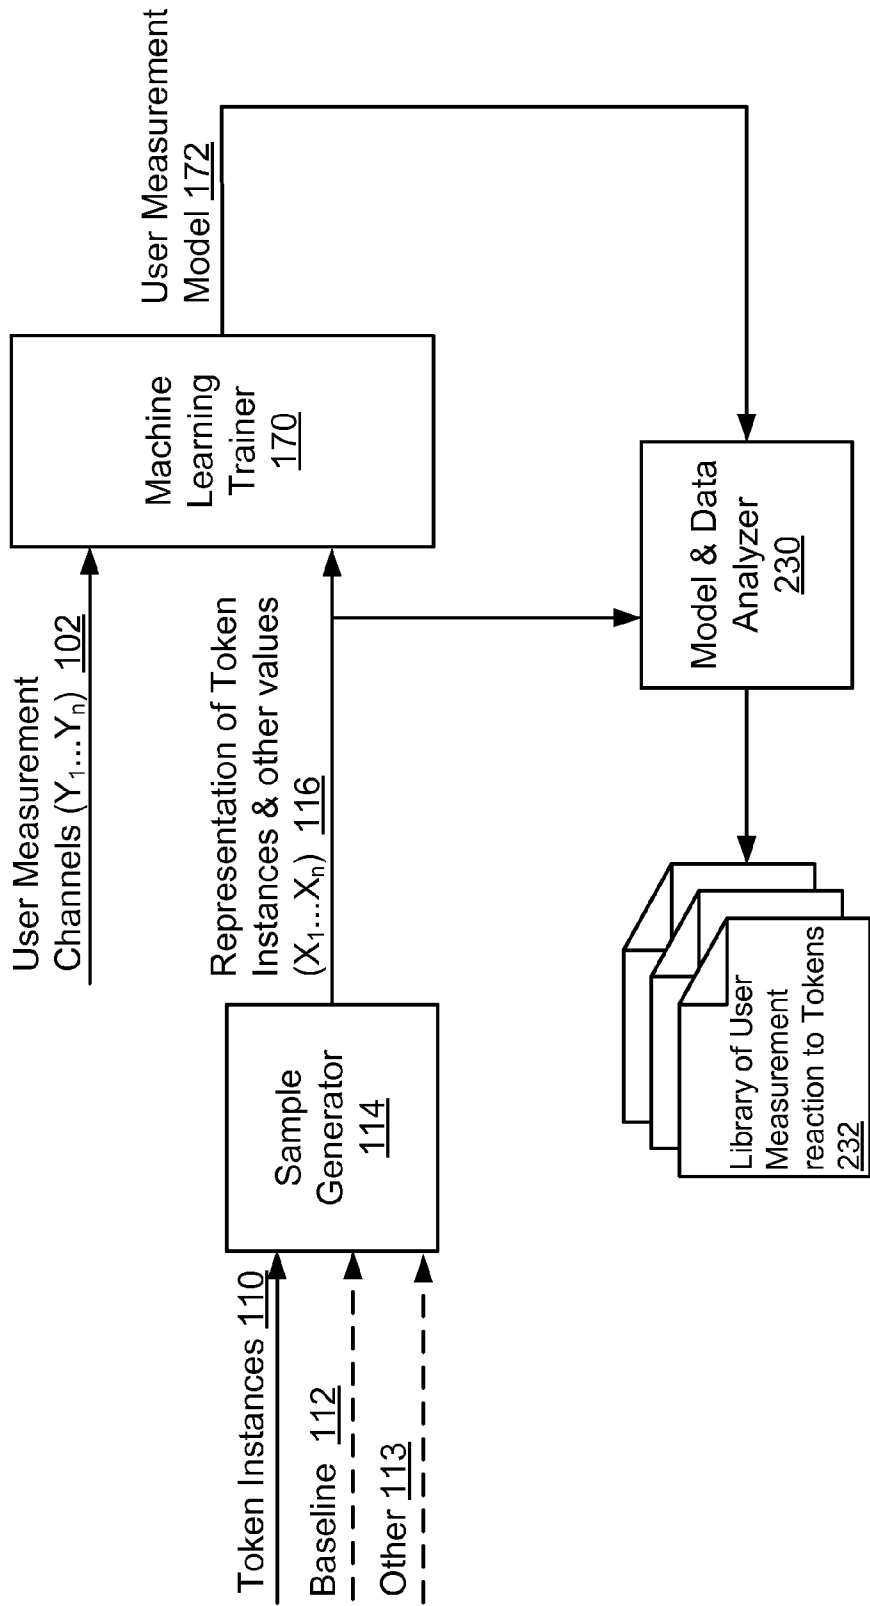 User Measurement
Channels (Y1...Yn) 102
Machine
Learning
Trainer
170
User Measurement
Model 172
Representation of Token
Instances & other values
(X1...Xn) 116
Token Instances 110
Baseline 112
Other 113
Sample
Generator
114
Model & Data
Analyzer
230
Library of User
Measurement
reaction to Tokens
232